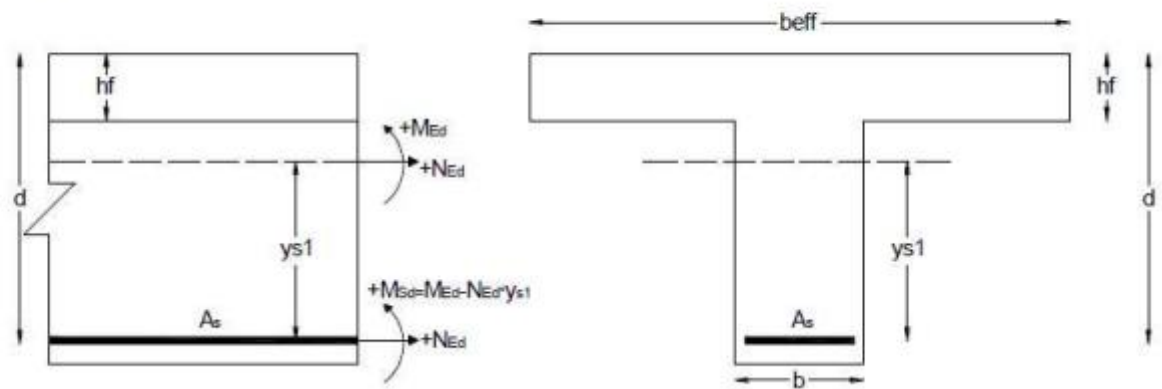 beff
hf
hf
+MEd
+NEd
d
d
ys1
ys1
+MSd=MEd-NEd*ys1
As
As
+NEd
b